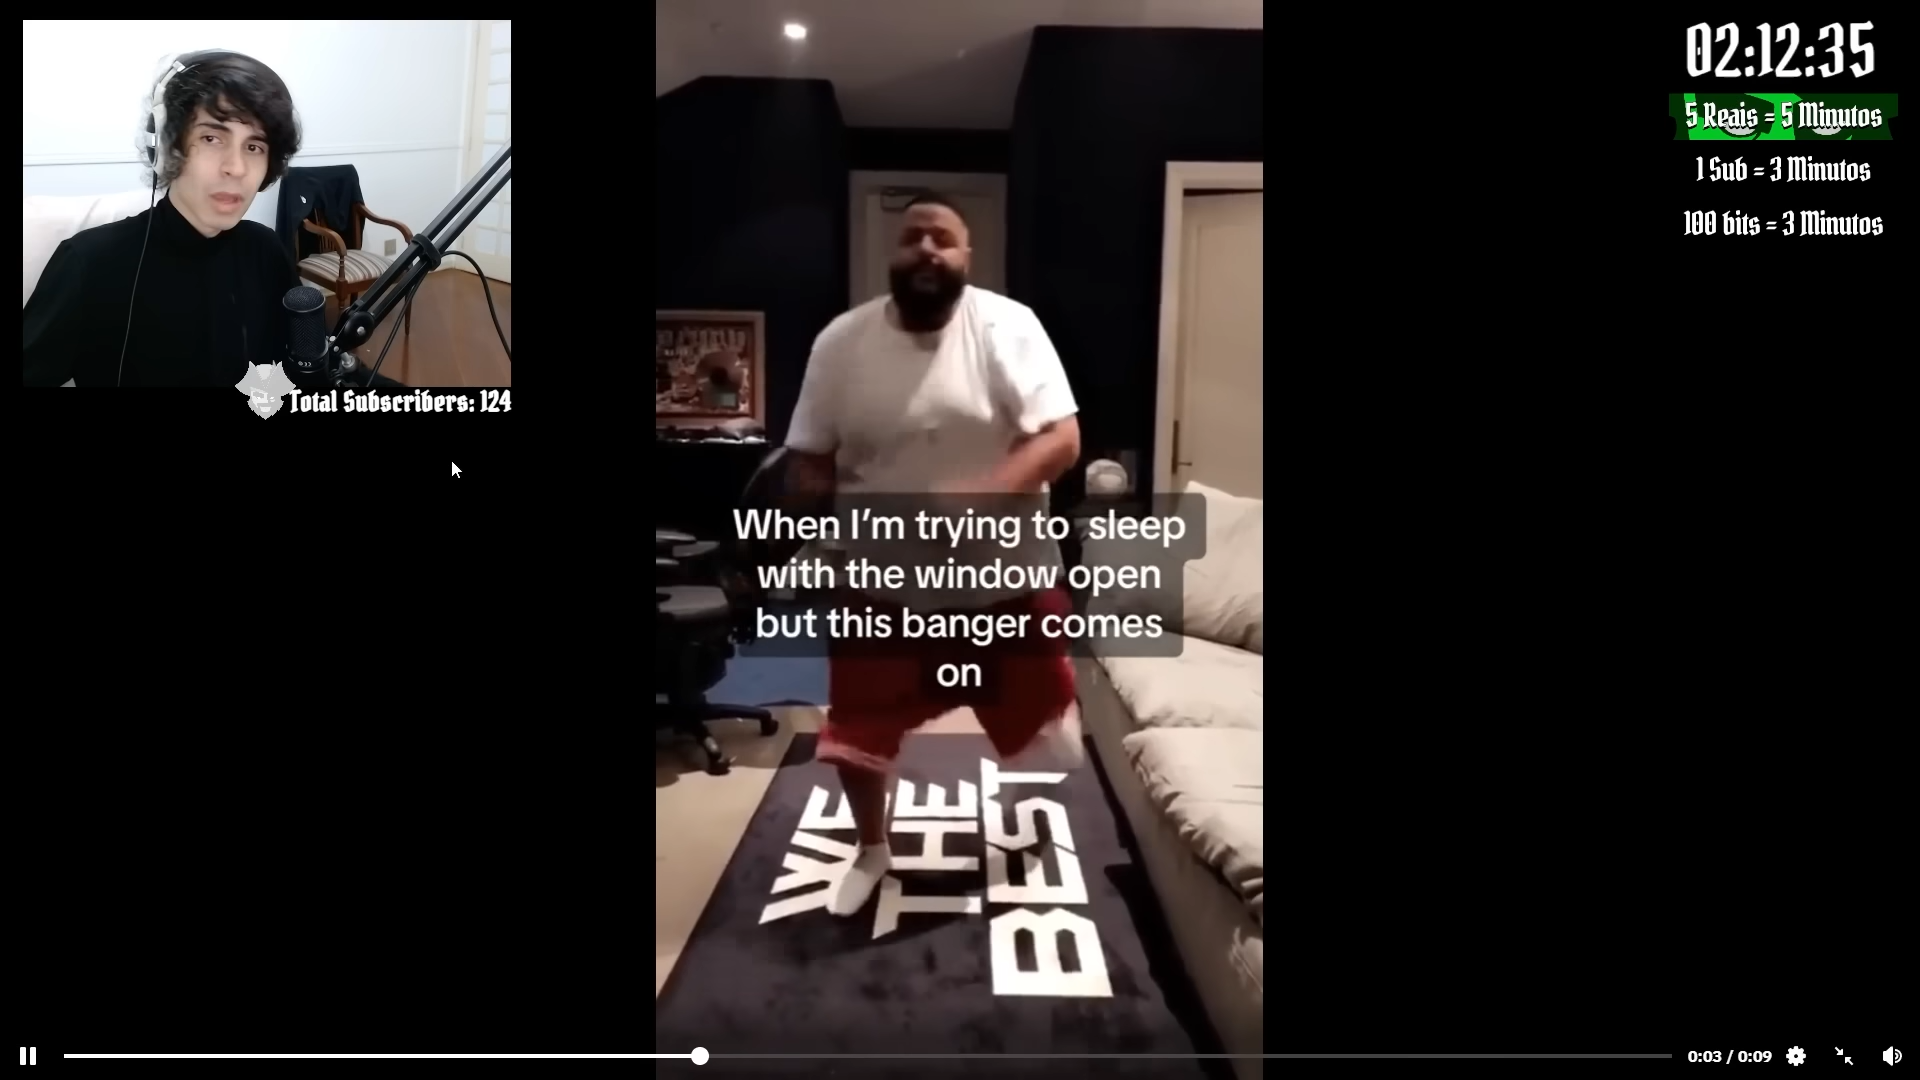 02:12:35
5 Reais = 5 Minutos
1 Sub = 3 Minutos
100 bits = 3 Minutos
Total Subscribers: 124
When I'm trying to sleep
with the window open
but this banger comes
on
WE
THE
BEST
0:03 / 0:09